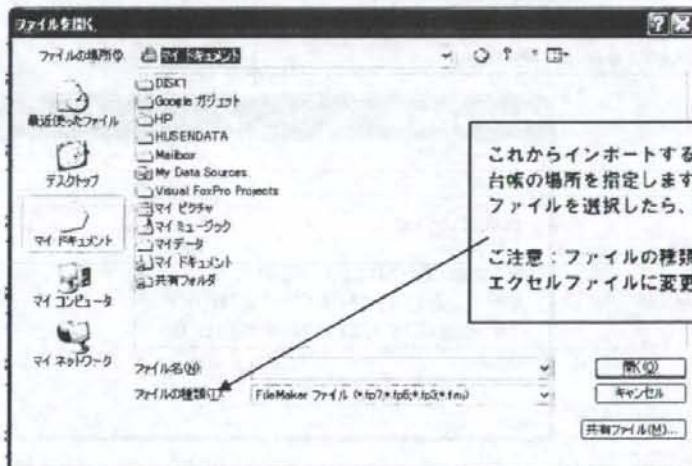 ファイルを開く
ファイルの場所(I):
マイ ドキュメント
最近使ったファイル
デスクトップ
マイ ドキュメント
マイ コンピュータ
マイ ネットワーク
DISK1
Google ガジェット
HP
HUSENDATA
Mailbox
My Data Sources
Visual FoxPro Projects
マイ ピクチャ
マイ ミュージック
マイデータ
マイ ドキュメント
共有フォルダ
これからインポートする
台帳の場所を指定します
ファイルを選択したら、
ご注意：ファイルの種類
エクセルファイルに変更
ファイル名(N):
ファイルの種類(T):
FileMaker ファイル (*.fp7;*.fp5;*.fp3;*.fm)
開く(O)
キャンセル
共有ファイル(M)...